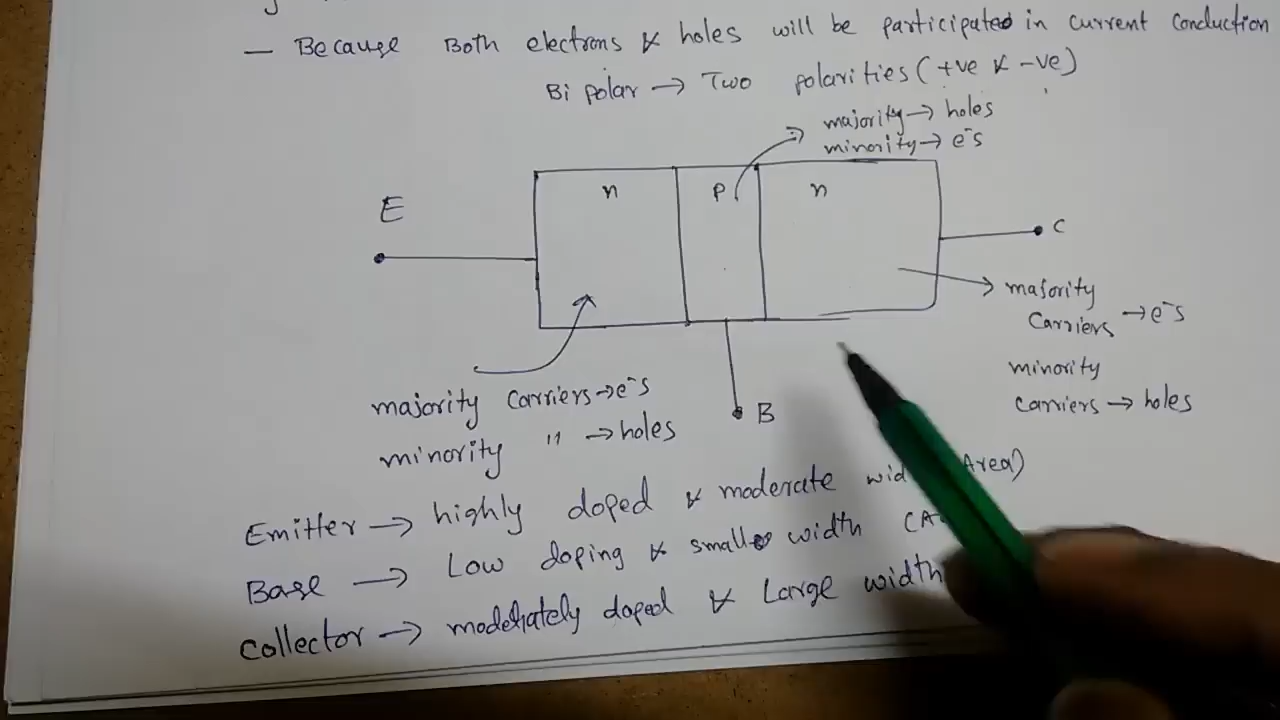 — Because Both electrons & holes will be participated in current conduction
Bi polar → Two polarities (+ve & -ve)
majority → holes
minority → e⁻s
n
p
n
E
C
majority
carriers → e⁻s
minority
carriers → holes
majority carriers → e⁻s
minority " → holes
B
Emitter → highly doped & moderate Area)
Base → Low doping & small width
Collector → moderately doped & Large width